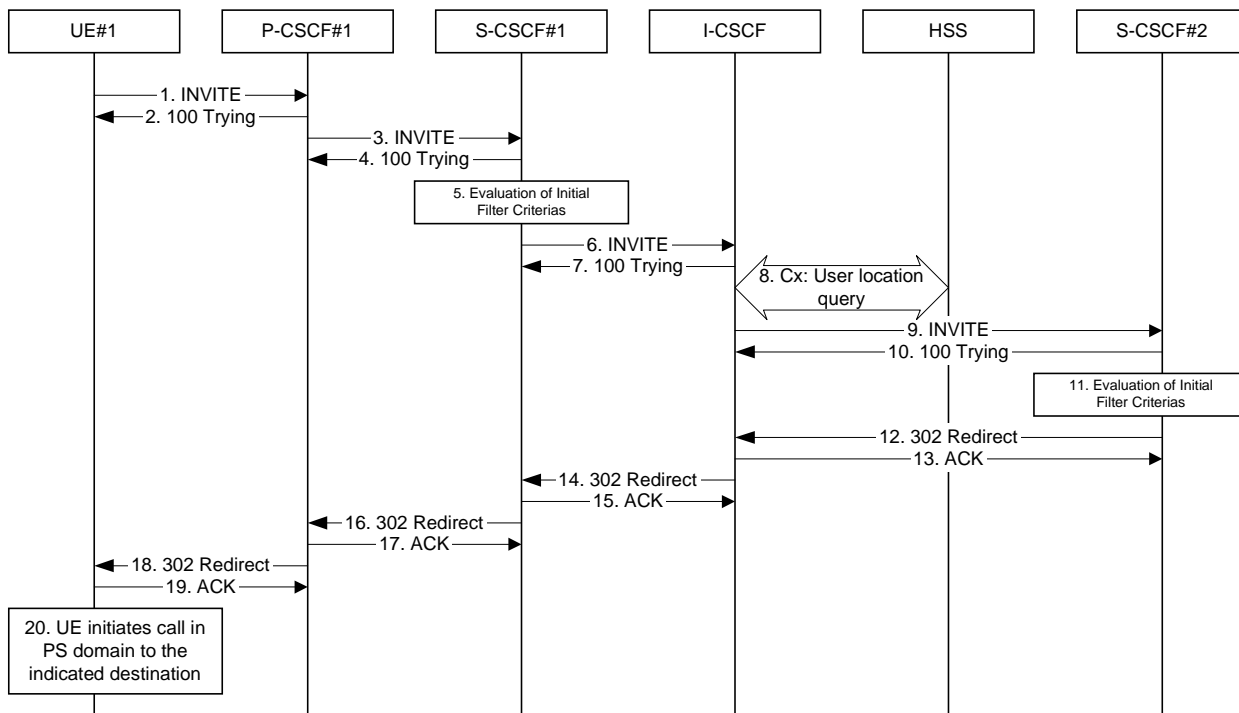 UE#1
P-CSCF#1
S-CSCF#1
I-CSCF
HSS
S-CSCF#2
1. INVITE
2. 100 Trying
3. INVITE
4. 100 Trying
5. Evaluation of Initial
Filter Criterias
6. INVITE
7. 100 Trying
8. Cx: User location
query
9. INVITE
10. 100 Trying
11. Evaluation of Initial
Filter Criterias
12. 302 Redirect
13. ACK
14. 302 Redirect
15. ACK
16. 302 Redirect
17. ACK
18. 302 Redirect
19. ACK
20. UE initiates call in
PS domain to the
indicated destination